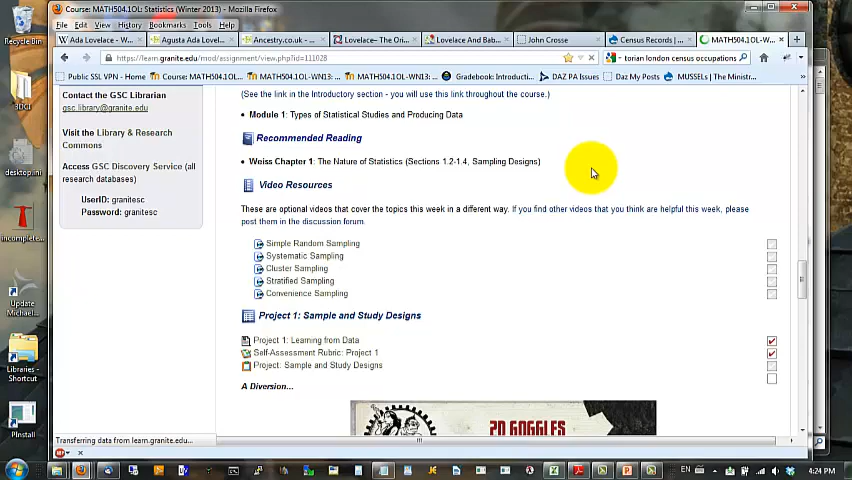 Course: MATH504.1OL: Statistics (Winter 2013) - Mozilla Firefox
File Edit View History Bookmarks Tools Help
Ada Lovelace - W... Agusta Ada Lovel... Ancestry.co.uk - ... Lovelace– The Ori... Lovelace And Bab... John Crosse Census Records | ... MATH504.1OL-W...
https://learn.granite.edu/mod/assignment/view.php?id=111028 torian london census occupations
Public SSL VPN - Home Course: MATH504.1OL... MATH504.1OL-WN13: ... MATH504.1OL-WN13: ... Gradebook: Introducti... DAZ PA Issues Daz My Posts MUSSELs | The Ministr...
Recycle Bin
3DCI
desktop.ini
incomplete...
Update Michael...
Libraries - Shortcut
PInstall
Contact the GSC Librarian
gsc.library@granite.edu
Visit the Library & Research
Commons
Access GSC Discovery Service (all
research databases)
UserID: granitesc
Password: granitesc
(See the link in the Introductory section - you will use this link throughout the course.)
• Module 1: Types of Statistical Studies and Producing Data
Recommended Reading
• Weiss Chapter 1: The Nature of Statistics (Sections 1.2-1.4, Sampling Designs)
Video Resources
These are optional videos that cover the topics this week in a different way. If you find other videos that you think are helpful this week, please
post them in the discussion forum.
Simple Random Sampling
Systematic Sampling
Cluster Sampling
Stratified Sampling
Convenience Sampling
Project 1: Sample and Study Designs
Project 1: Learning from Data
Self-Assessment Rubric: Project 1
Project: Sample and Study Designs
A Diversion...
2D GOGGLES
Transferring data from learn.granite.edu...
EN 4:24 PM